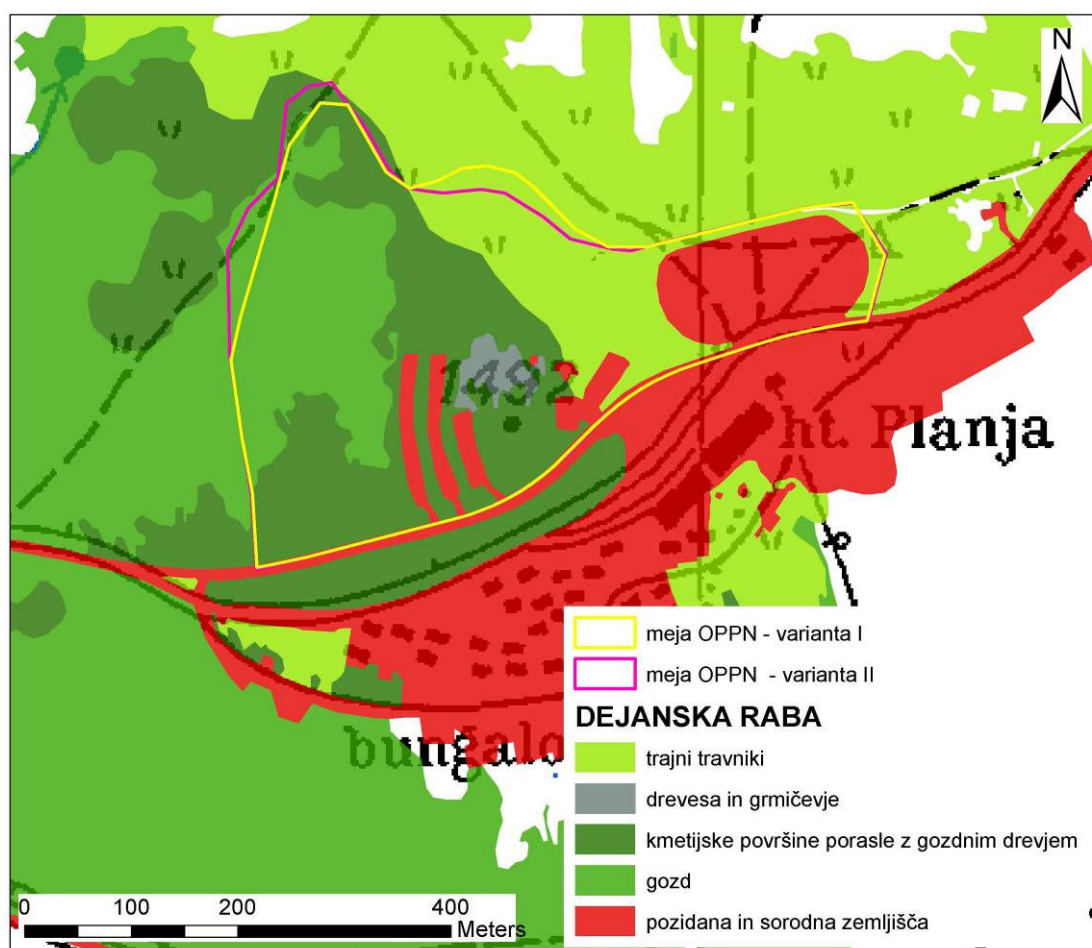 N
1492
ht. Planja
bungalo
meja OPPN - varianta I
meja OPPN - varianta II
DEJANSKA RABA
trajni travniki
drevesa in grmičevje
kmetijske površine porasle z gozdnim drevjem
gozd
pozidana in sorodna zemljišča
0 100 200 400
Meters